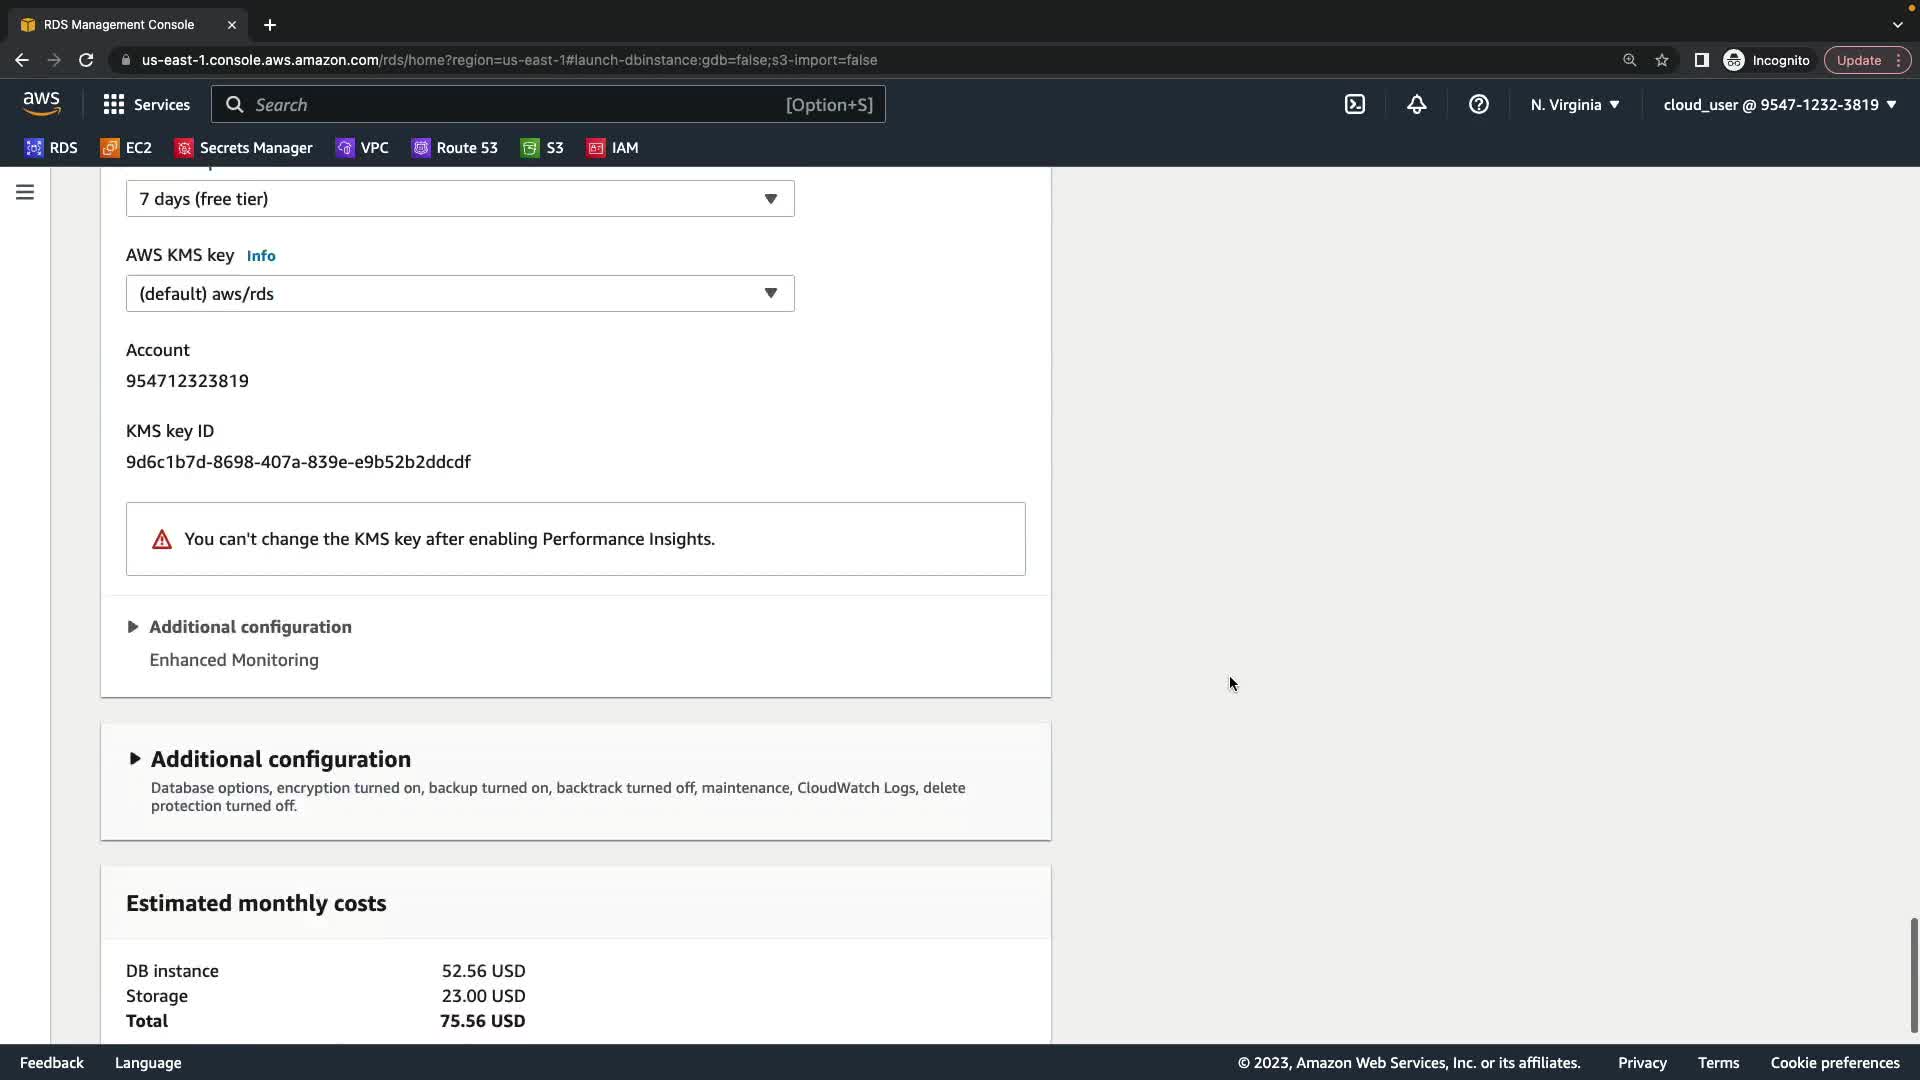 RDS Management Console
us-east-1.console.aws.amazon.com/rds/home?region=us-east-1#launch-dbinstance:gdb=false;s3-import=false
Incognito
Update
aws
Services
Search
[Option+S]
N. Virginia
cloud_user @ 9547-1232-3819
RDS
EC2
Secrets Manager
VPC
Route 53
S3
IAM
7 days (free tier)
AWS KMS key Info
(default) aws/rds
Account
954712323819
KMS key ID
9d6c1b7d-8698-407a-839e-e9b52b2ddcdf
You can't change the KMS key after enabling Performance Insights.
Additional configuration
Enhanced Monitoring
Additional configuration
Database options, encryption turned on, backup turned on, backtrack turned off, maintenance, CloudWatch Logs, delete
protection turned off.
Estimated monthly costs
DB instance 52.56 USD
Storage 23.00 USD
Total 75.56 USD
Feedback
Language
© 2023, Amazon Web Services, Inc. or its affiliates.
Privacy
Terms
Cookie preferences